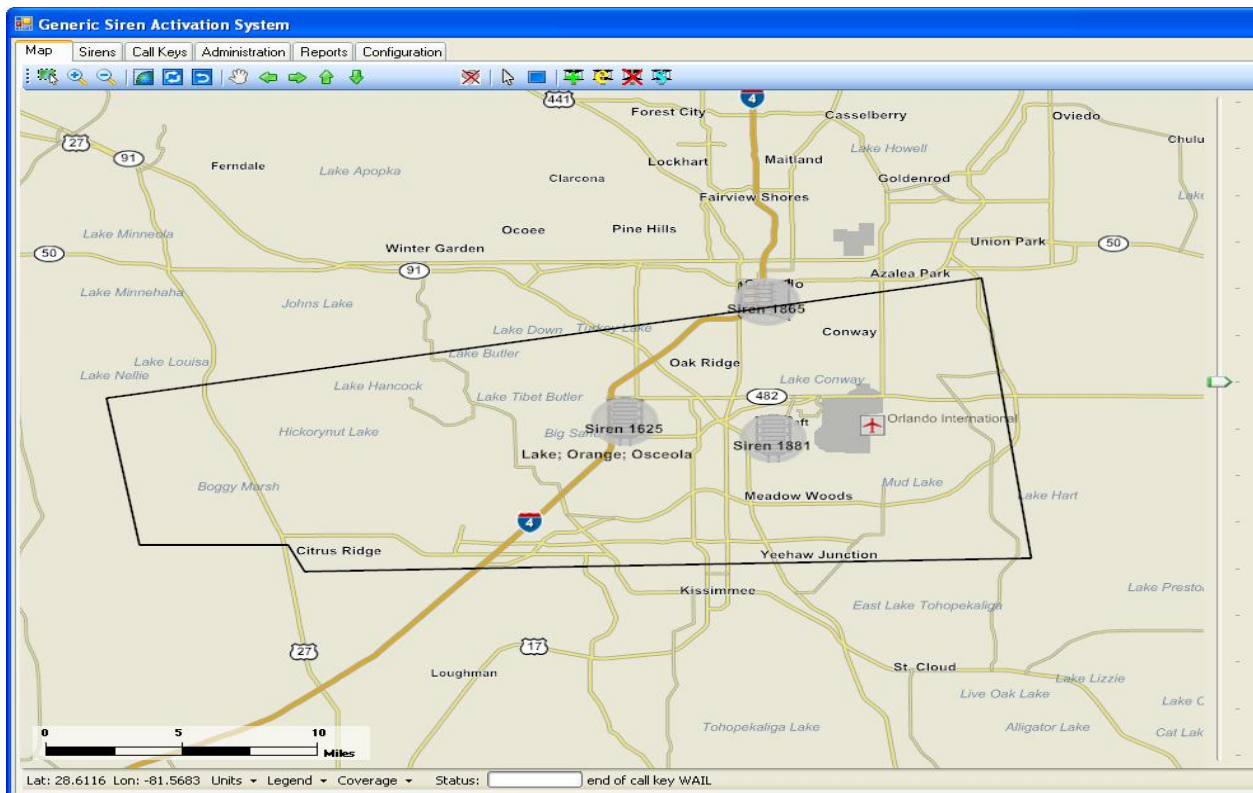 Generic Siren Activation System
Map Sirens Call Keys Administration Reports Configuration
441
4
Forest City
Casselberry
Oviedo
27
91
Chulu
Lake Howell
Ferndale
Lake Apopka
Lockhart
Maitland
Clarcona
Goldenrod
Fairview Shores
Lake
Lake Minneola
Ocoee
Pine Hills
50
Winter Garden
Union Park
50
91
Azalea Park
Lake Minnehaha
Johns Lake
Siren 1865
Lake Down
Turkey Lake
Conway
Lake Butler
Lake Louisa
Oak Ridge
Lake Nellie
Lake Hancock
Lake Conway
Lake Tibet Butler
482
Orlando International
Hickorynut Lake
Big San
Siren 1625
Siren 1881
Lake; Orange; Osceola
Boggy Marsh
Mud Lake
Meadow Woods
Lake Hart
4
Citrus Ridge
Yeehaw Junction
Kissimmee
Lake Presto
East Lake Tohopekaliga
27
17
Loughman
St. Cloud
Lake Lizzie
Live Oak Lake
Lake C
Tohopekaliga Lake
Alligator Lake
Cat Lak
0 5 10
Miles
Lat: 28.6116 Lon: -81.5683 Units Legend Coverage Status: end of call key WAIL